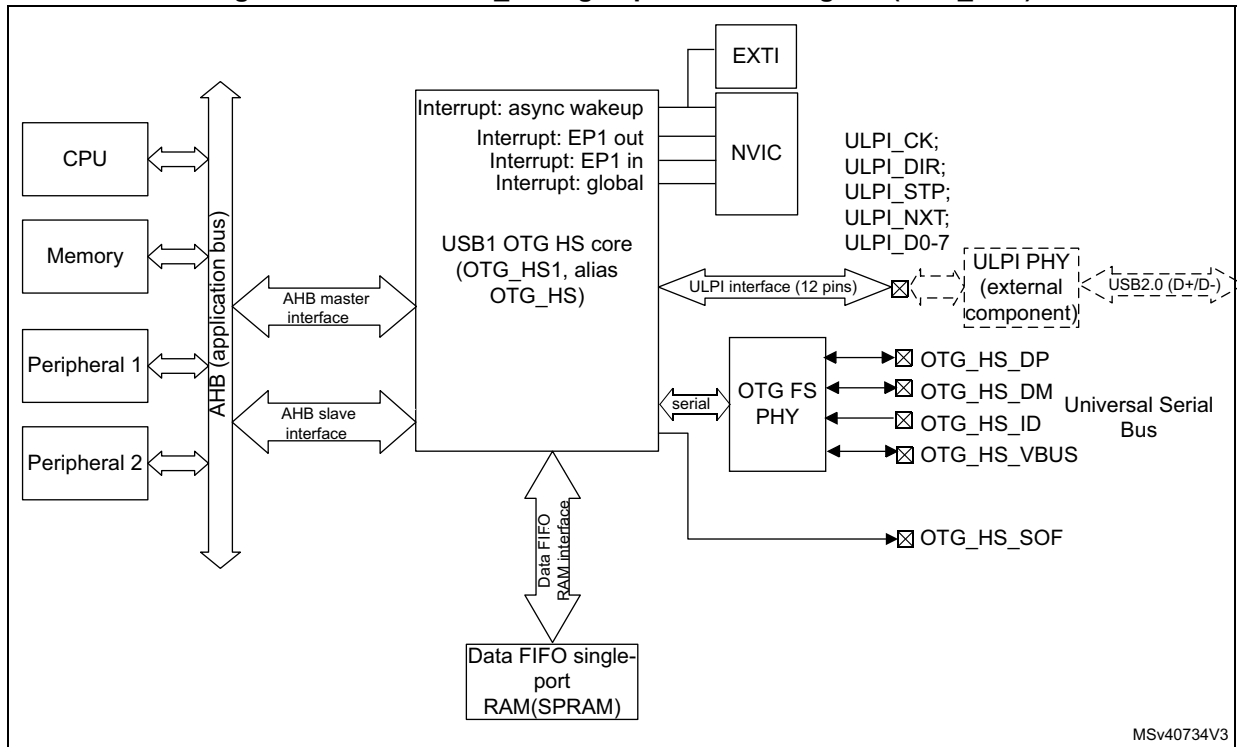 EXTI
Interrupt: async wakeup
Interrupt: EP1 out
Interrupt: EP1 in
Interrupt: global
NVIC
CPU
Memory
Peripheral 1
Peripheral 2
AHB (application bus)
AHB master
interface
AHB slave
interface
USB1 OTG HS core
(OTG_HS1, alias
OTG_HS)
ULPI_CK;
ULPI_DIR;
ULPI_STP;
ULPI_NXT;
ULPI_D0-7
ULPI interface (12 pins)
ULPI PHY
(external
component)
USB2.0 (D+/D-)
serial
OTG FS
PHY
OTG_HS_DP
OTG_HS_DM
OTG_HS_ID
OTG_HS_VBUS
Universal Serial
Bus
OTG_HS_SOF
Data FIFO
RAM interface
Data FIFO single-
port
RAM(SPRAM)
MSv40734V3